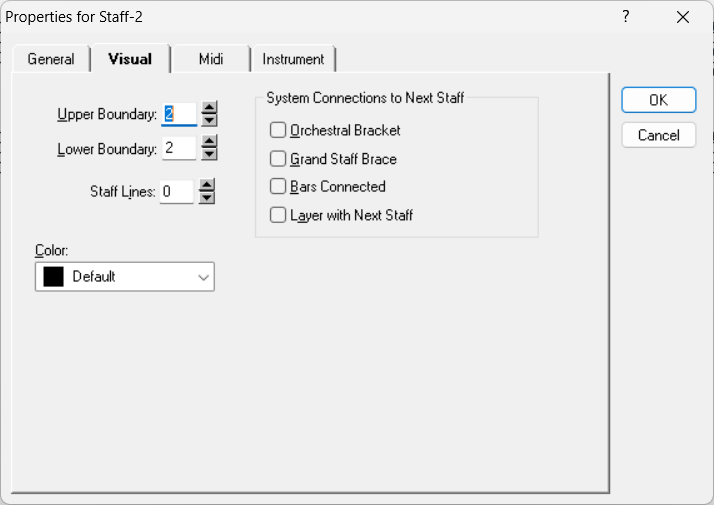 Properties for Staff-2
?
General Visual Midi Instrument
Upper Boundary: 2
Lower Boundary: 2
Staff Lines: 0
Color:
Default
System Connections to Next Staff
Orchestral Bracket
Grand Staff Brace
Bars Connected
Layer with Next Staff
OK
Cancel